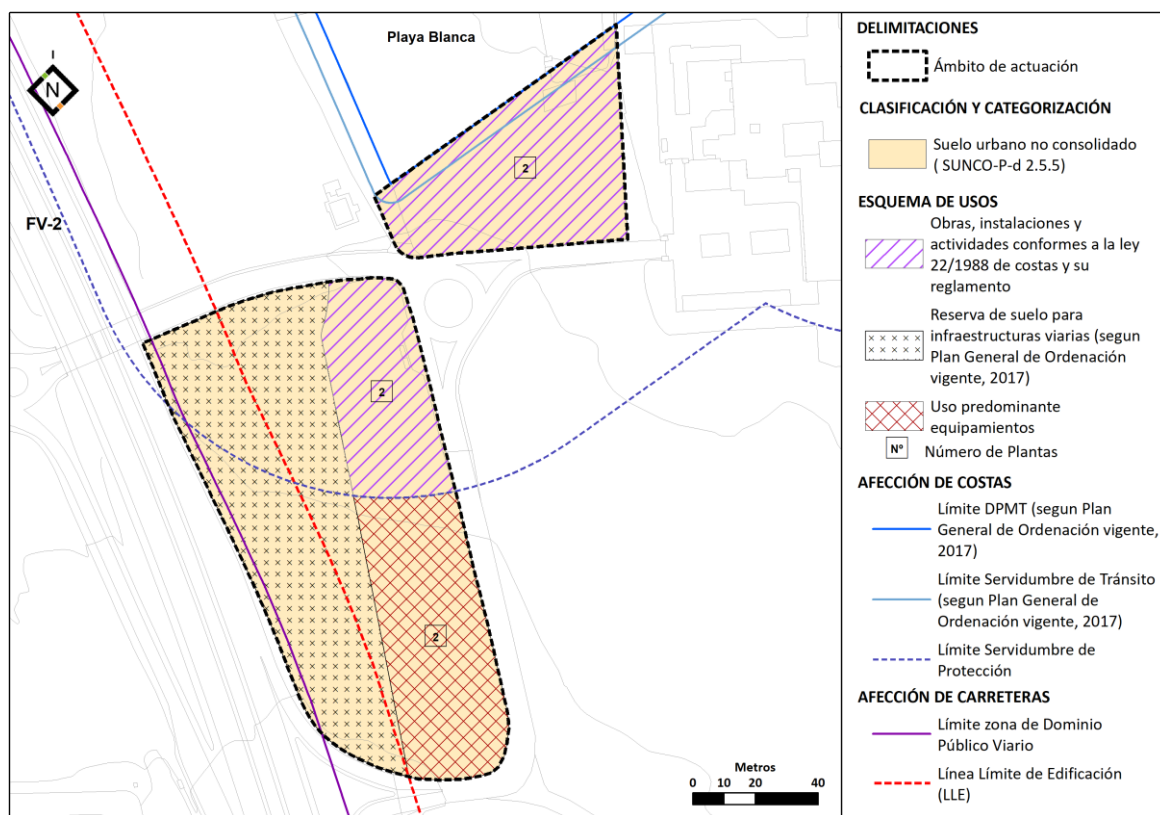 Playa Blanca
N
FV-2
2
2
2
Metros
0 10 20 40
DELIMITACIONES
Ámbito de actuación
CLASIFICACIÓN Y CATEGORIZACIÓN
Suelo urbano no consolidado
( SUNCO-P-d 2.5.5)
ESQUEMA DE USOS
Obras, instalaciones y
actividades conformes a la ley
22/1988 de costas y su
reglamento
Reserva de suelo para
infraestructuras viarias (segun
Plan General de Ordenación
vigente, 2017)
Uso predominante
equipamientos
Nº Número de Plantas
AFECCIÓN DE COSTAS
Límite DPMT (segun Plan
General de Ordenación vigente,
2017)
Límite Servidumbre de Tránsito
(segun Plan General de
Ordenación vigente, 2017)
Límite Servidumbre de
Protección
AFECCIÓN DE CARRETERAS
Límite zona de Dominio
Público Viario
Línea Límite de Edificación
(LLE)